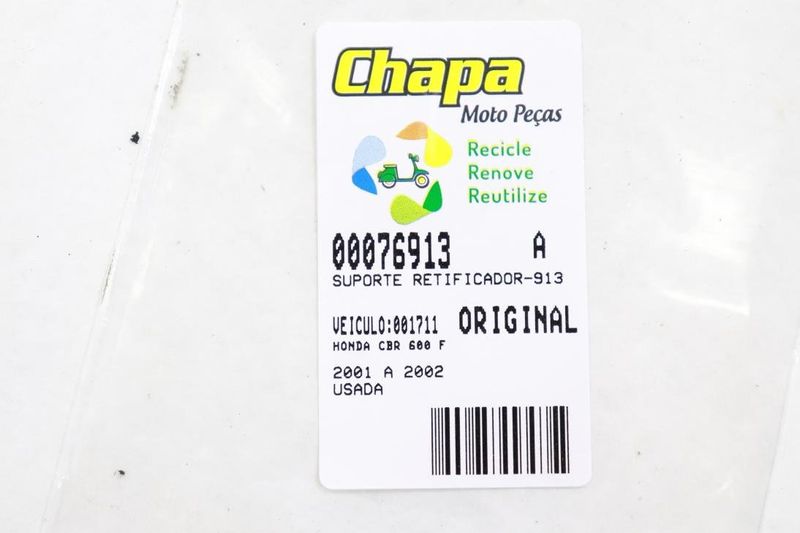 Chapa
Moto Peças
Recicle
Renove
Reutilize
00076913 A
SUPORTE RETIFICADOR-913
VEICULO:001711 ORIGINAL
HONDA CBR 600 F
2001 A 2002
USADA